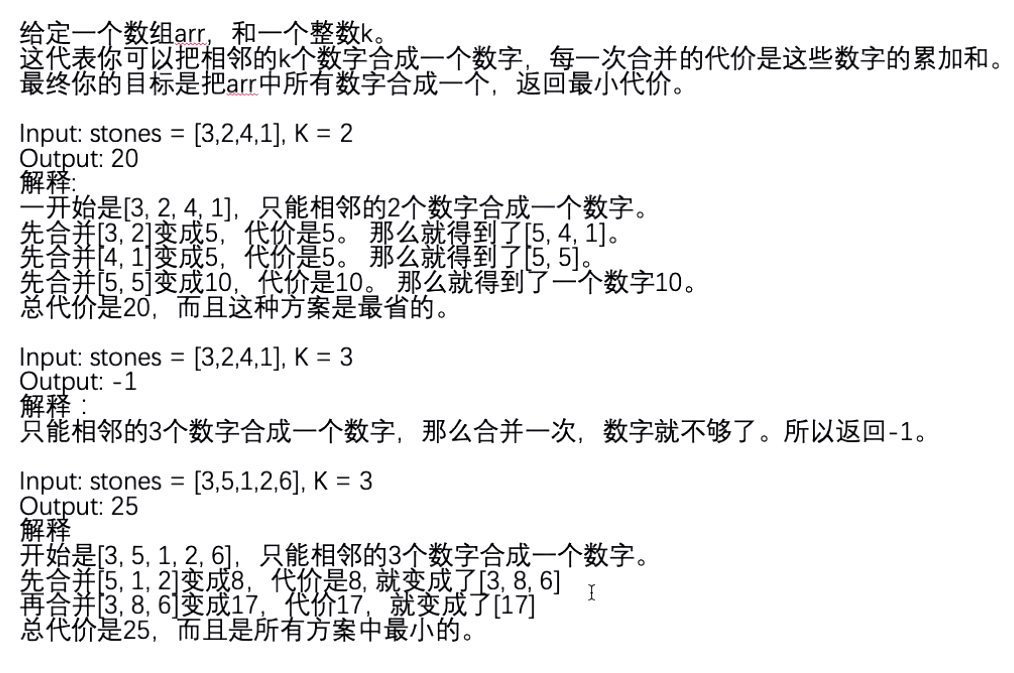 给定一个数组arr，和一个整数k。
这代表你可以把相邻的k个数字合成一个数字，每一次合并的代价是这些数字的累加和。
最终你的目标是把arr中所有数字合成一个，返回最小代价。
Input: stones = [3,2,4,1], K = 2
Output: 20
解释:
一开始是[3, 2, 4, 1]，只能相邻的2个数字合成一个数字。
先合并[3, 2]变成5，代价是5。 那么就得到了[5, 4, 1]。
先合并[4, 1]变成5，代价是5。 那么就得到了[5, 5]。
先合并[5, 5]变成10，代价是10。 那么就得到了一个数字10。
总代价是20，而且这种方案是最省的。
Input: stones = [3,2,4,1], K = 3
Output: -1
解释：
只能相邻的3个数字合成一个数字，那么合并一次，数字就不够了。所以返回-1。
Input: stones = [3,5,1,2,6], K = 3
Output: 25
解释
开始是[3, 5, 1, 2, 6]，只能相邻的3个数字合成一个数字。
先合并[5, 1, 2]变成8，代价是8, 就变成了[3, 8, 6]
再合并[3, 8, 6]变成17，代价17，就变成了[17]
总代价是25，而且是所有方案中最小的。